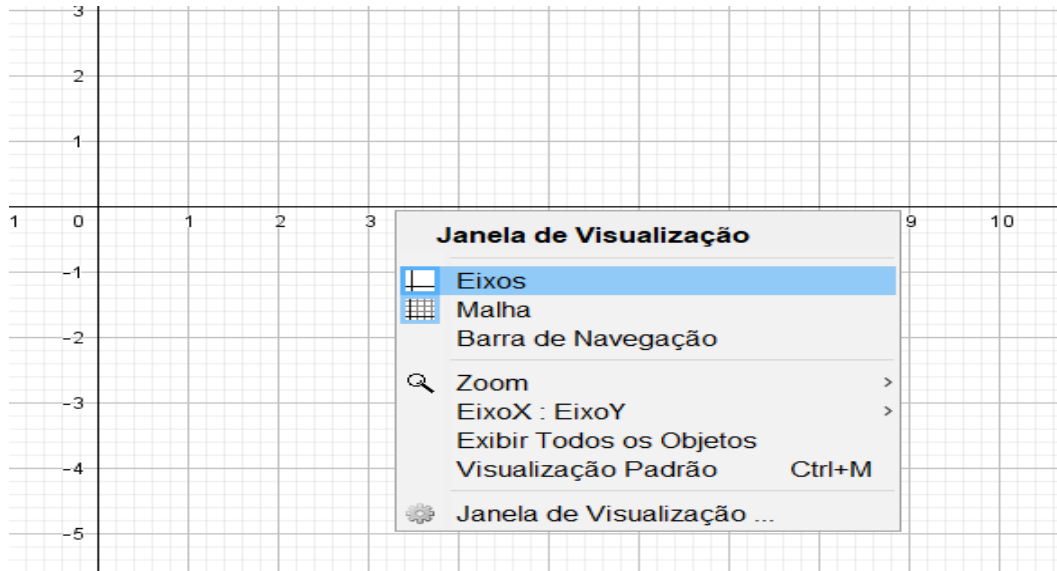 3
2
1
1 0 1 2 3 9 10
Janela de Visualização
-1
Eixos
Malha
-2
Barra de Navegação
Zoom >
-3
EixoX : EixoY >
Exibir Todos os Objetos
-4
Visualização Padrão Ctrl+M
Janela de Visualização ...
-5